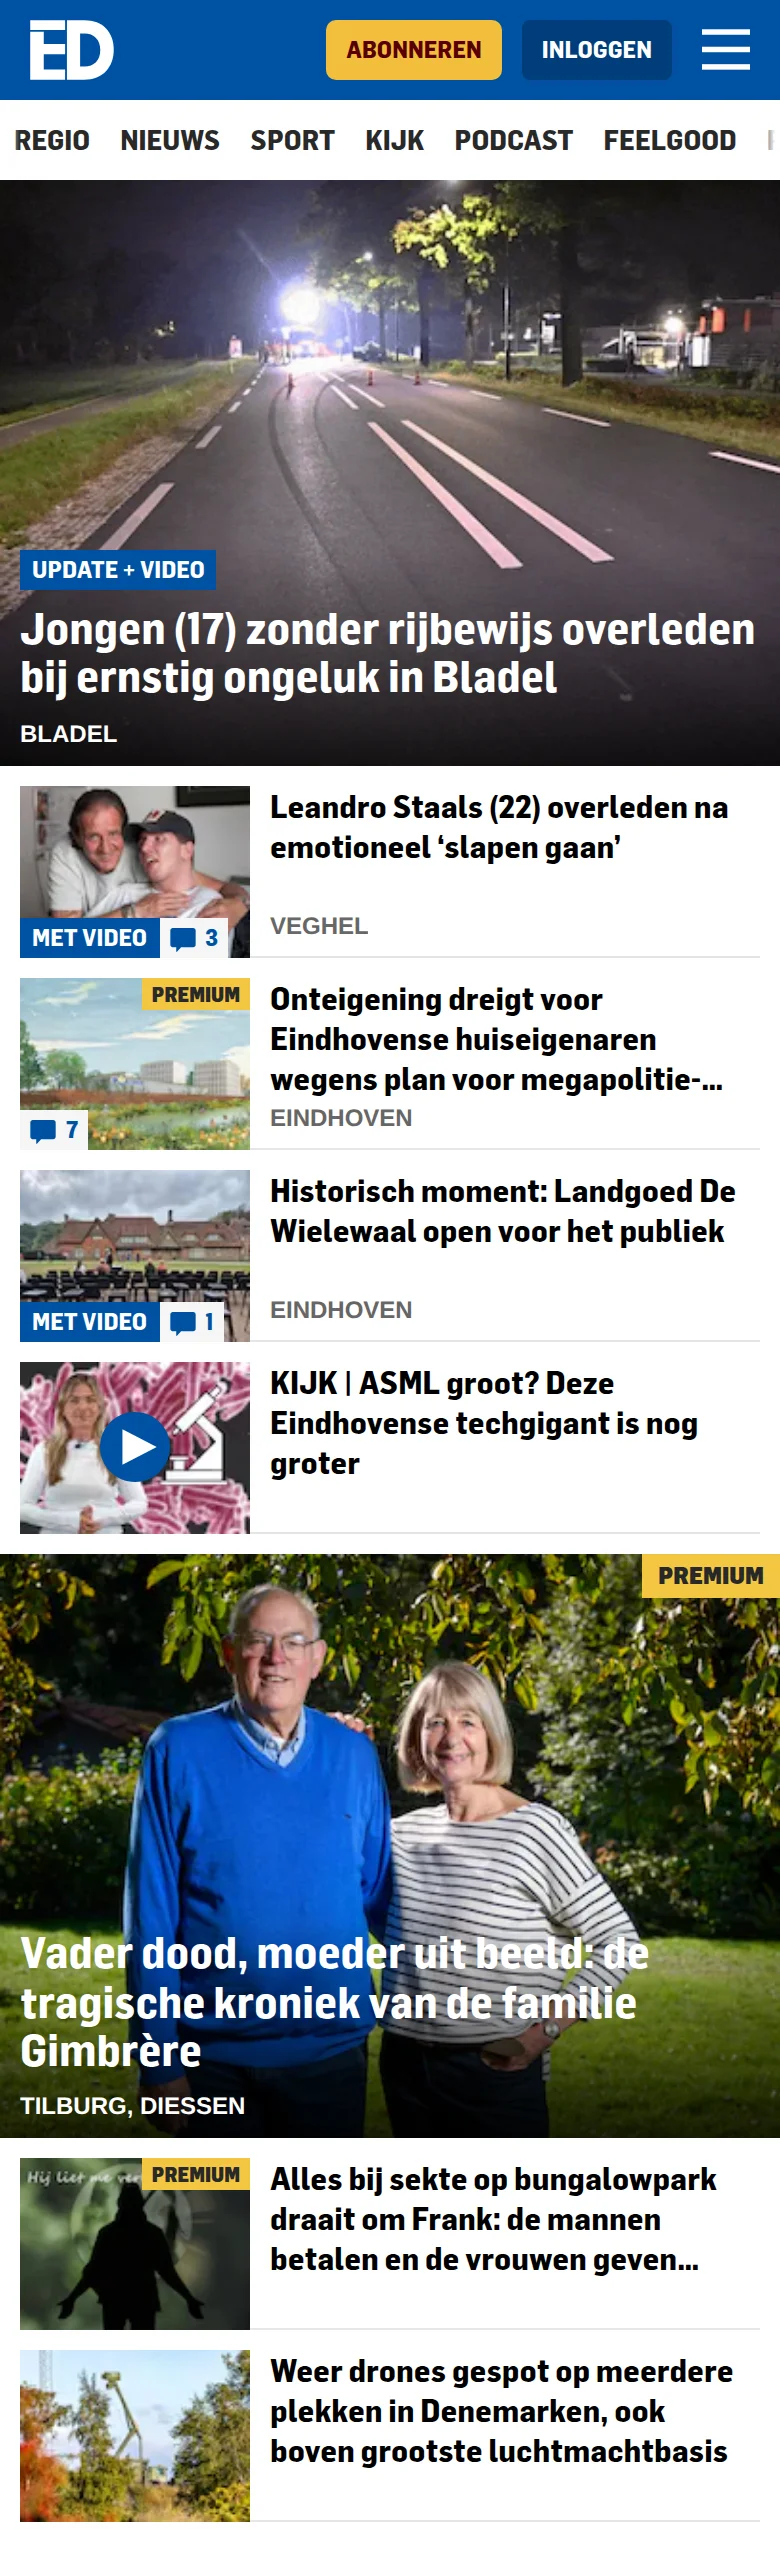 ED
ABONNEREN
INLOGGEN
REGIO NIEUWS SPORT KIJK PODCAST FEELGOOD
UPDATE + VIDEO
Jongen (17) zonder rijbewijs overleden
bij ernstig ongeluk in Bladel
BLADEL
MET VIDEO 3
Leandro Staals (22) overleden na
emotioneel ‘slapen gaan’
VEGHEL
PREMIUM
7
Onteigening dreigt voor
Eindhovense huiseigenaren
wegens plan voor megapolitie-...
EINDHOVEN
MET VIDEO 1
Historisch moment: Landgoed De
Wielewaal open voor het publiek
EINDHOVEN
KIJK | ASML groot? Deze
Eindhovense techgigant is nog
groter
PREMIUM
Vader dood, moeder uit beeld: de
tragische kroniek van de familie
Gimbrère
TILBURG, DIESSEN
Hij liet me
PREMIUM
Alles bij sekte op bungalowpark
draait om Frank: de mannen
betalen en de vrouwen geven...
Weer drones gespot op meerdere
plekken in Denemarken, ook
boven grootste luchtmachtbasis